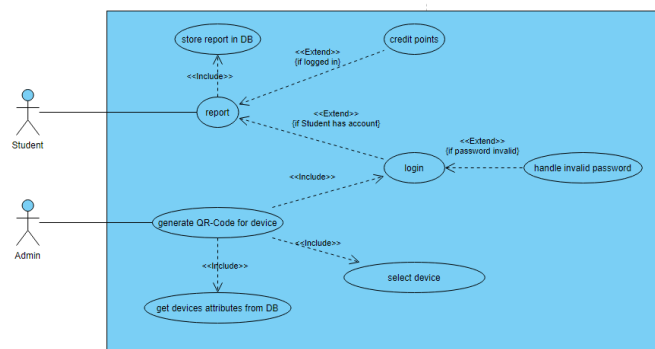 store report in DB
credit points
<<Extend>>
{if logged in}
<<Include>>
report
Student
<<Extend>>
{if Student has account}
<<Extend>>
{if password invalid}
login
handle invalid password
<<Include>>
generate QR-Code for device
Admin
<<Include>>
<<Include>>
select device
get devices attributes from DB